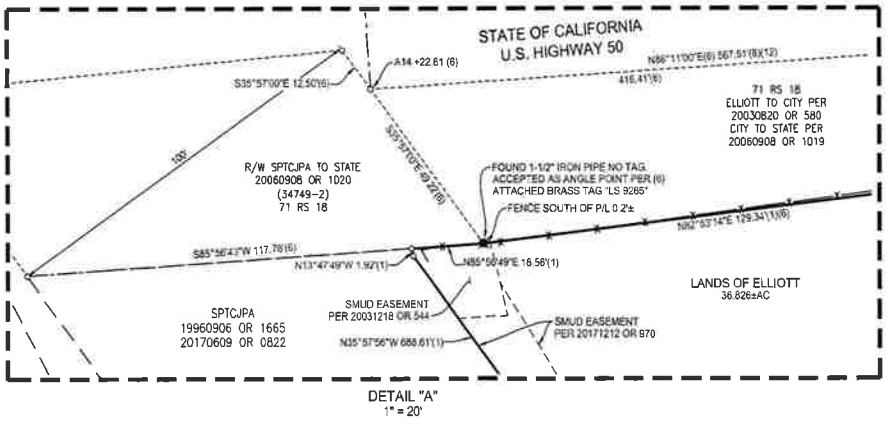 STATE OF CALIFORNIA
U.S. HIGHWAY 50
A14 +22.61 (6)
N86°11'00"E(6) 567.51'(8)(12)
416.41'(6)
S35°57'00"E 12.50'(6)
71 RS 18
ELLIOTT TO CITY PER
20030820 OR 580
CITY TO STATE PER
20060908 OR 1019
S35°57'10"E 49.22'(6)
100'
R/W SPTCJPA TO STATE
20060908 OR 1020
(34749-2)
71 RS 18
FOUND 1-1/2" IRON PIPE NO TAG.
ACCEPTED AS ANGLE POINT PER (6)
ATTACHED BRASS TAG "LS 9265"
FENCE SOUTH OF P/L 0.2'±
N82°53'14"E 129.34'(1)(6)
S85°56'43"W 117.78'(6)
N13°47'49"W 1.92'(1)
N85°56'49"E 18.56'(1)
LANDS OF ELLIOTT
36.826±AC
SPTCJPA
19960906 OR 1665
20170609 OR 0822
SMUD EASEMENT
PER 20031218 OR 544
SMUD EASEMENT
PER 20171212 OR 970
N35°57'56"W 688.61'(1)
DETAIL "A"
1" = 20'